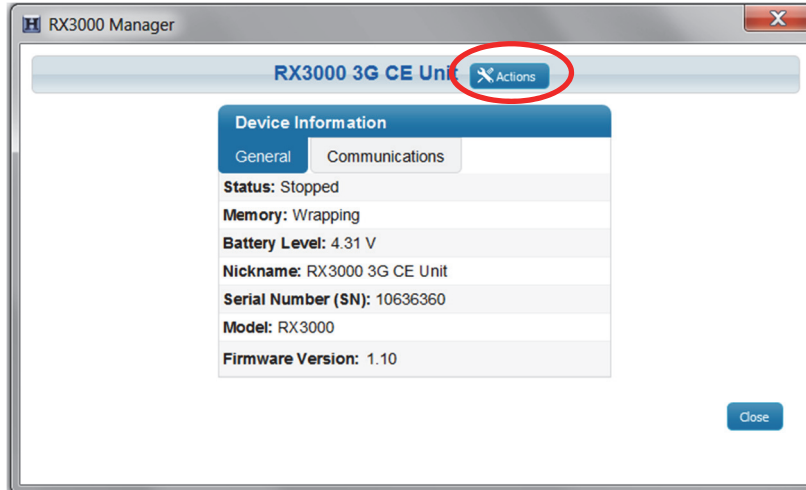 RX3000 Manager
RX3000 3G CE Unit Actions
Device Information
General Communications
Status: Stopped
Memory: Wrapping
Battery Level: 4.31 V
Nickname: RX3000 3G CE Unit
Serial Number (SN): 10636360
Model: RX3000
Firmware Version: 1.10
Close